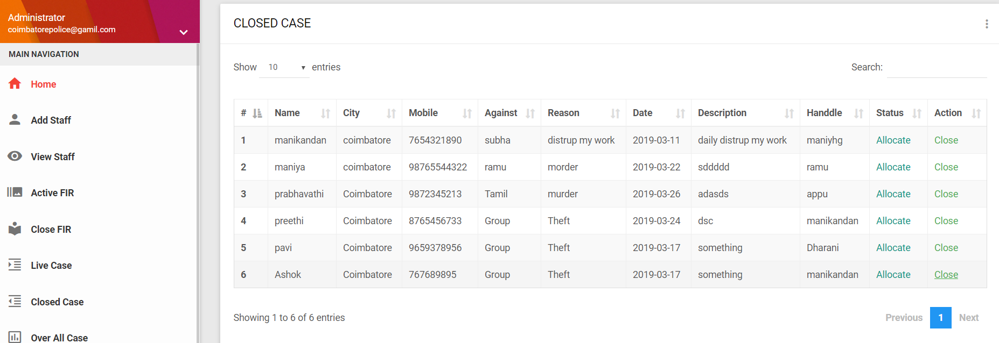 Administrator
coimbatorepolice@gamil.com
MAIN NAVIGATION
Home
Add Staff
View Staff
Active FIR
Close FIR
Live Case
Closed Case
Over All Case
CLOSED CASE
Show 10 entries
Search:
# Name City Mobile Against Reason Date Description Handdle Status Action
1 manikandan coimbatore 7654321890 subha distrup my work 2019-03-11 daily distrup my work maniyhg Allocate Close
2 maniya coimbatore 98765544322 ramu morder 2019-03-22 sddddd ramu Allocate Close
3 prabhavathi Coimbatore 9872345213 Tamil murder 2019-03-26 adasds appu Allocate Close
4 preethi Coimbatore 8765456733 Group Theft 2019-03-24 dsc manikandan Allocate Close
5 pavi Coimbatore 9659378956 Group Theft 2019-03-17 something Dharani Allocate Close
6 Ashok Coimbatore 767689895 Group Theft 2019-03-17 something manikandan Allocate Close
Showing 1 to 6 of 6 entries
Previous 1 Next